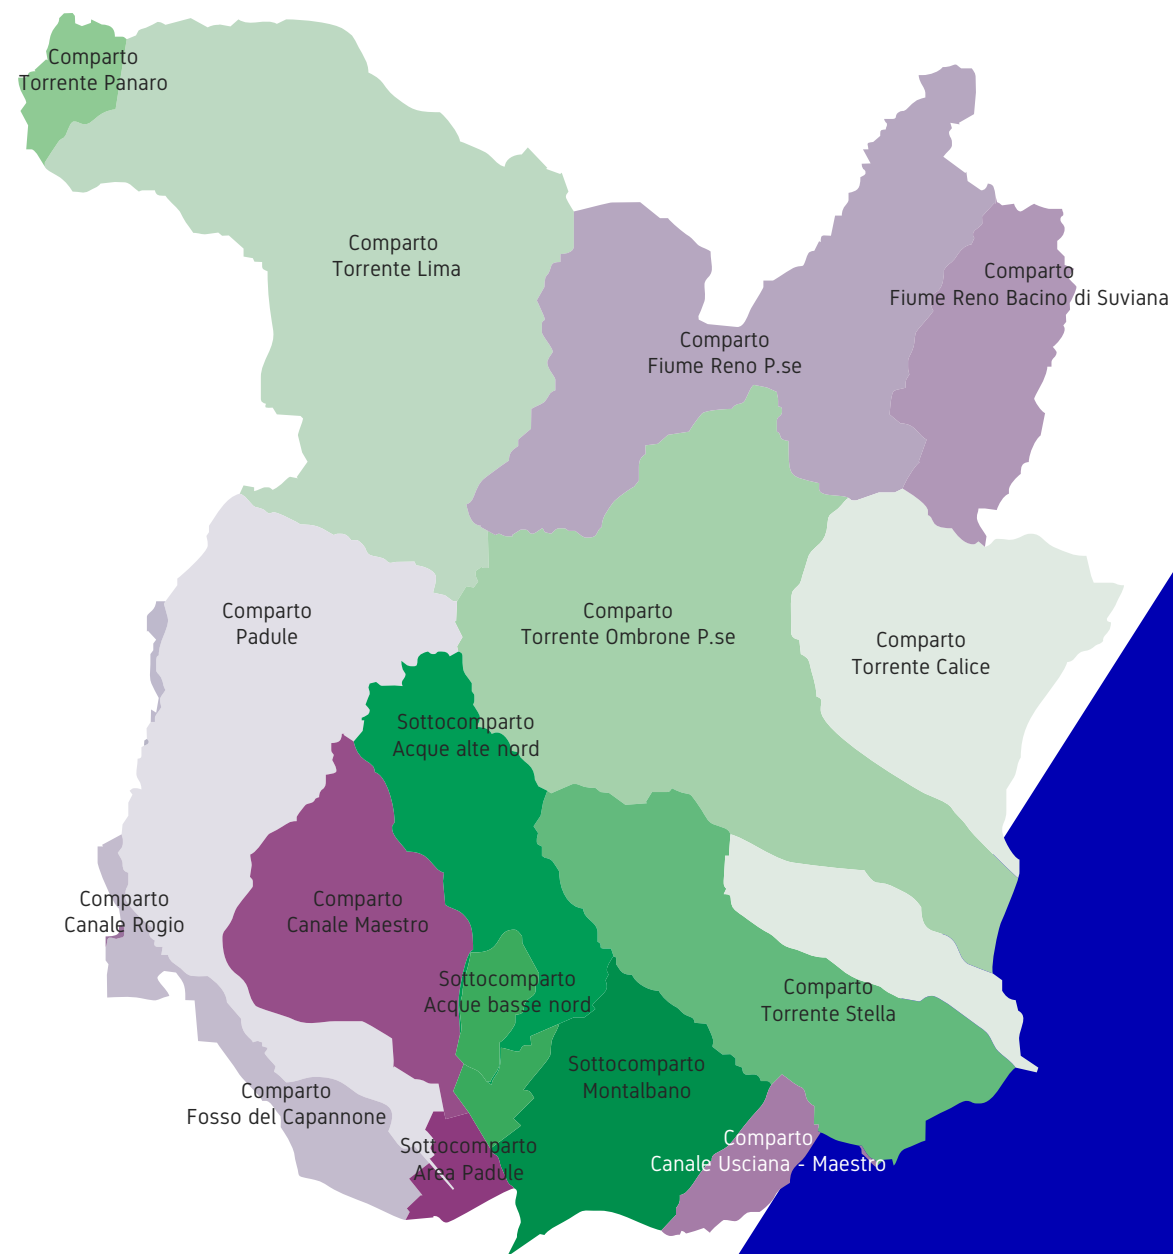 Comparto
Torrente Panaro
Comparto
Torrente Lima
Comparto
Fiume Reno Bacino di Suviana
Comparto
Fiume Reno P.se
Comparto
Padule
Comparto
Torrente Ombrone P.se
Comparto
Torrente Calice
Sottocomparto
Acque alte nord
Comparto
Canale Rogio
Comparto
Canale Maestro
Sottocomparto
Acque basse nord
Comparto
Torrente Stella
Sottocomparto
Montalbano
Comparto
Fosso del Capannone
Sottocomparto
Area Padule
Comparto
Canale Usciana - Maestro